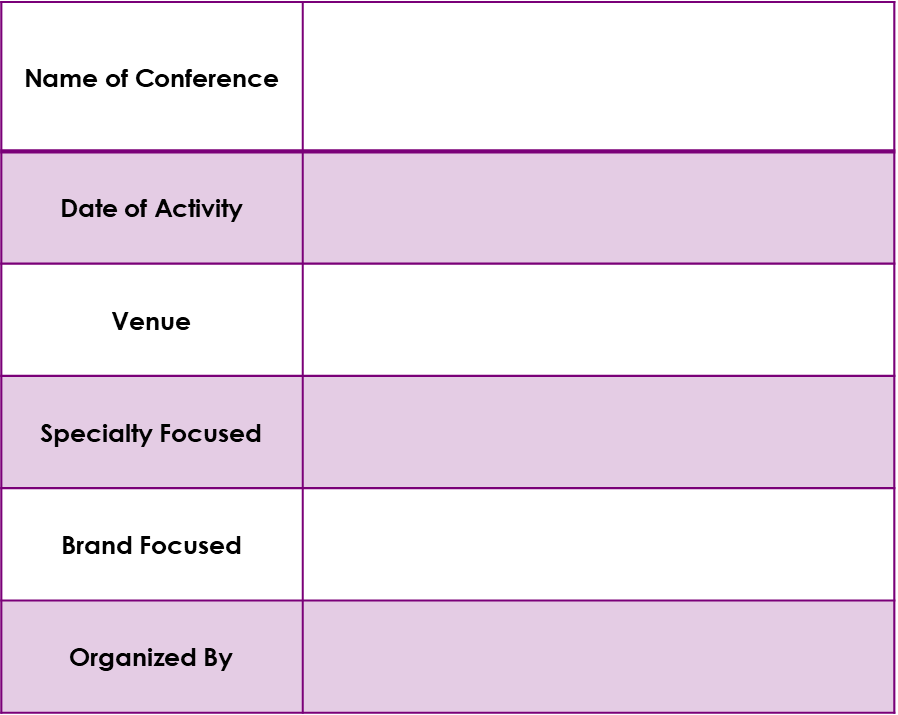 Name of Conference
Date of Activity
Venue
Specialty Focused
Brand Focused
Organized By